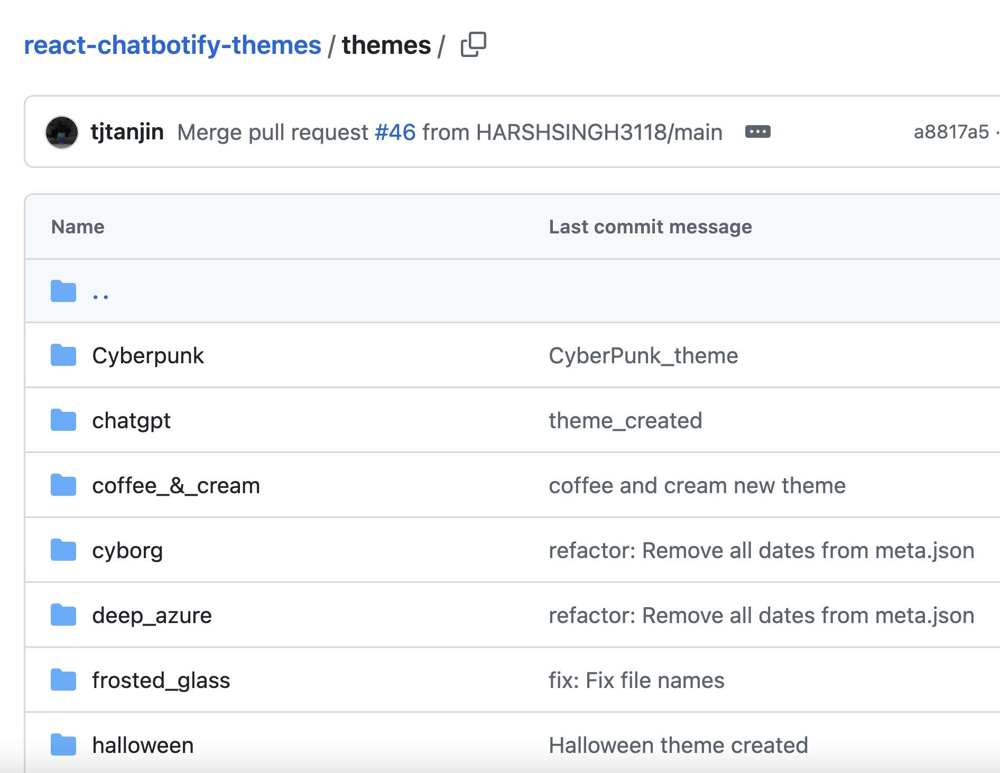 react-chatbotify-themes / themes /
tjtanjin Merge pull request #46 from HARSHSINGH3118/main a8817a5 ·
Name Last commit message
..
Cyberpunk CyberPunk_theme
chatgpt theme_created
coffee_&_cream coffee and cream new theme
cyborg refactor: Remove all dates from meta.json
deep_azure refactor: Remove all dates from meta.json
frosted_glass fix: Fix file names
halloween Halloween theme created